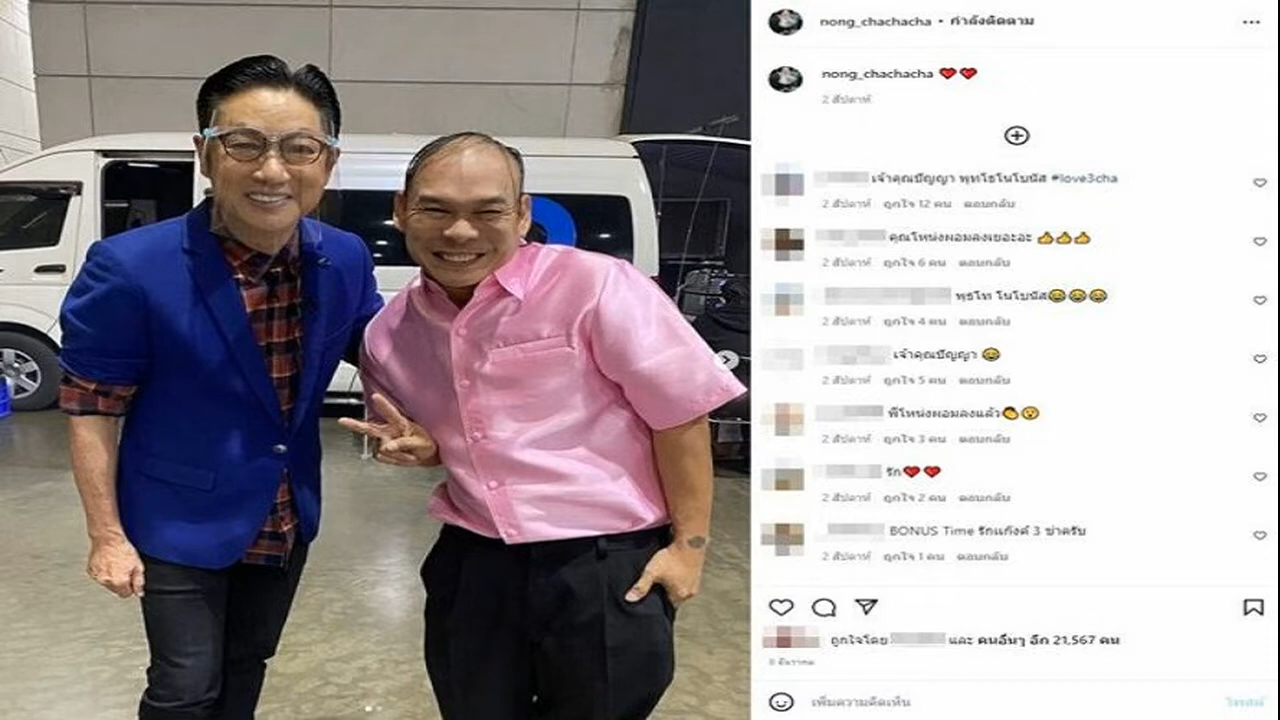 nong_chachacha • กำลังติดตาม
nong_chachacha ❤️❤️
2 สัปดาห์
เจ้าคุณปัญญา พุทโธโนโบนัส #love3cha
2 สัปดาห์ ถูกใจ 12 คน ตอบกลับ
คุณโหน่งผอมลงเยอะอะ 👍👍👍
2 สัปดาห์ ถูกใจ 6 คน ตอบกลับ
พุธโท โนโบนัส😂😂😂
2 สัปดาห์ ถูกใจ 4 คน ตอบกลับ
เจ้าคุณปัญญา 😂
2 สัปดาห์ ถูกใจ 5 คน ตอบกลับ
พี่โหน่งผอมลงแล้ว👏😮
2 สัปดาห์ ถูกใจ 3 คน ตอบกลับ
รัก❤️❤️
2 สัปดาห์ ถูกใจ 2 คน ตอบกลับ
BONUS Time รักแก๊งค์ 3 ช่าครับ
2 สัปดาห์ ถูกใจ 1 คน ตอบกลับ
ถูกใจโดย และ คนอื่นๆ อีก 21,567 คน
ธันวาคม
เพิ่มความคิดเห็น
โพสต์